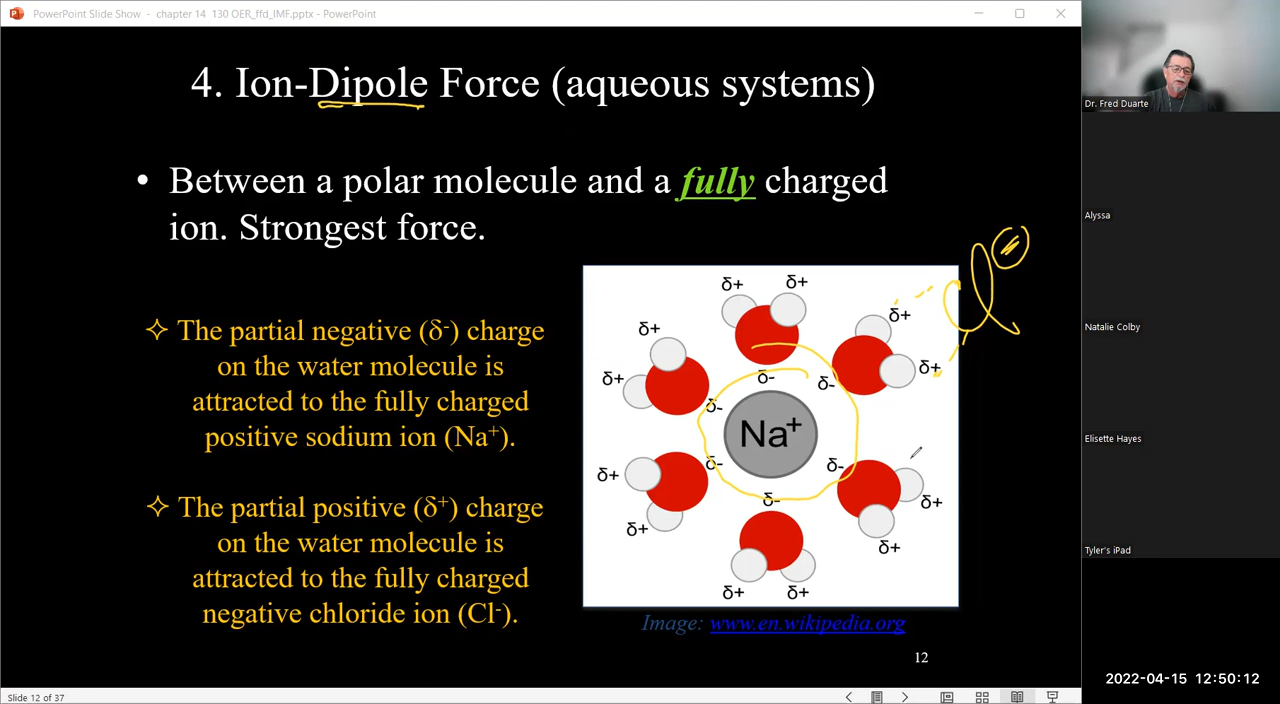 PowerPoint Slide Show - chapter 14 130 OER_ffd_IMF.pptx - PowerPoint
4. Ion-Dipole Force (aqueous systems)
• Between a polar molecule and a fully charged
ion. Strongest force.
✧ The partial negative (δ-) charge
on the water molecule is
attracted to the fully charged
positive sodium ion (Na+).
✧ The partial positive (δ+) charge
on the water molecule is
attracted to the fully charged
negative chloride ion (Cl-).
δ+ δ+
δ+ δ+
δ+ δ- δ- δ+
δ-
Na+
δ- δ-
δ+ δ+
δ-
δ+ δ+
δ+ δ+
Image: www.en.wikipedia.org
12
Slide 12 of 37
Dr. Fred Duarte
Alyssa
Natalie Colby
Elisette Hayes
Tyler's iPad
2022-04-15 12:50:12